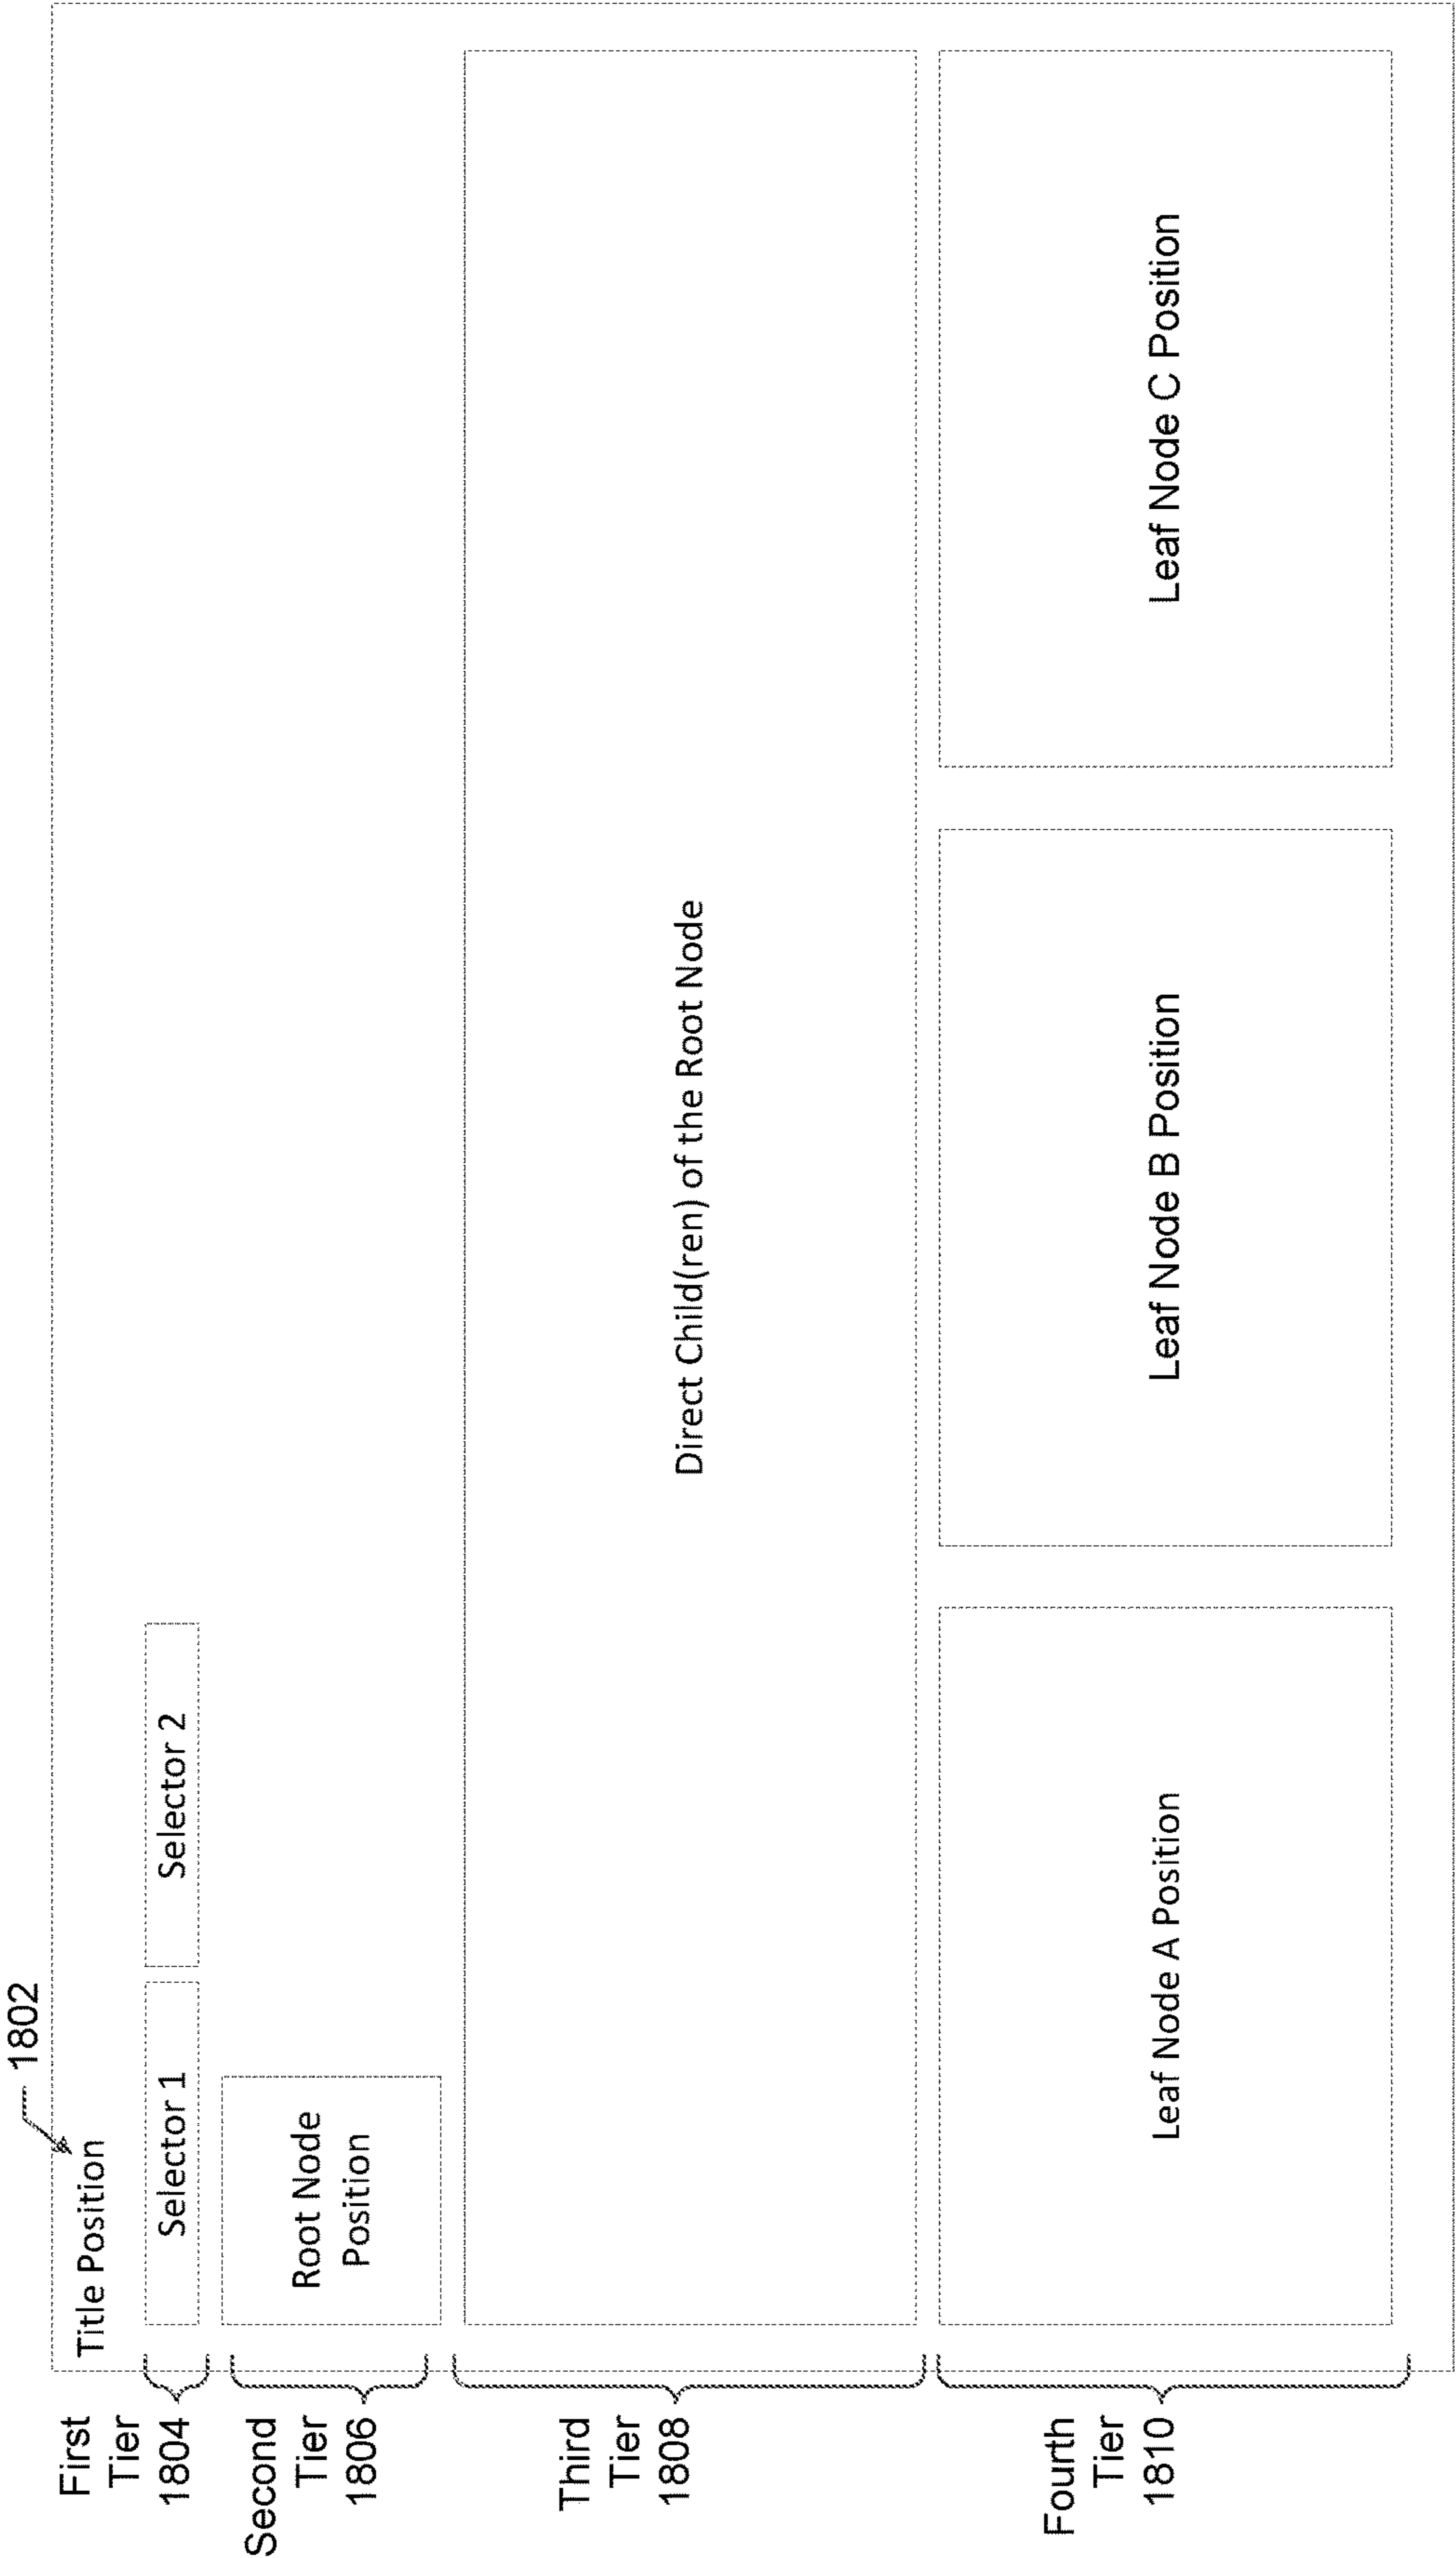 1802
Title Position
First
Tier
1804
Selector 1
Selector 2
Second
Tier
1806
Root Node
Position
Third
Tier
1808
Direct Child(ren) of the Root Node
Fourth
Tier
1810
Leaf Node A Position
Leaf Node B Position
Leaf Node C Position